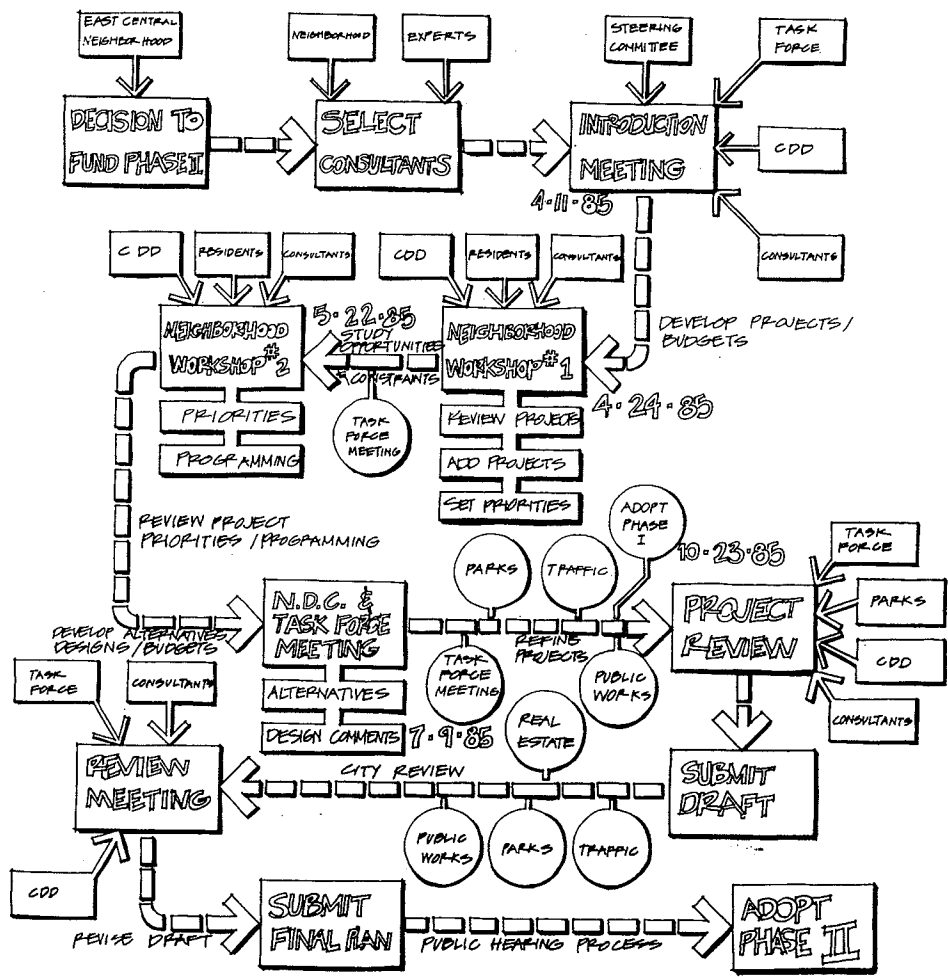 EAST CENTRAL
NEIGHBORHOOD
NEIGHBORHOOD
EXPERTS
STEERING
COMMITTEE
TASK
FORCE
DECISION TO
FUND PHASE II
SELECT
CONSULTANTS
INTRODUCTION
MEETING
CDD
CONSULTANTS
4·11·85
DEVELOP PROJECTS/
BUDGETS
CDD
RESIDENTS
CONSULTANTS
CDD
RESIDENTS
CONSULTANTS
NEIGHBORHOOD
WORKSHOP #2
5·22·85
STUDY
OPPORTUNITIES
& CONSTRAINTS
TASK
FORCE
MEETING
NEIGHBORHOOD
WORKSHOP #1
4·24·85
PRIORITIES
PROGRAMMING
REVIEW PROJECTS
ADD PROJECTS
SET PRIORITIES
REVIEW PROJECT
PRIORITIES/PROGRAMMING
DEVELOP ALTERNATIVE
DESIGNS/BUDGETS
N.D.C. &
TASK FORCE
MEETING
ALTERNATIVES
DESIGN COMMENTS
7·9·85
PARKS
TRAFFIC
ADOPT
PHASE
I
REFINE
PROJECTS
TASK
FORCE
MEETING
PUBLIC
WORKS
10·23·85
PROJECT
REVIEW
TASK
FORCE
PARKS
CDD
CONSULTANTS
SUBMIT
DRAFT
REAL
ESTATE
CITY REVIEW
PUBLIC
WORKS
PARKS
TRAFFIC
TASK
FORCE
CONSULTANTS
REVIEW
MEETING
CDD
REVISE DRAFT
SUBMIT
FINAL PLAN
PUBLIC HEARING PROCESS
ADOPT
PHASE II